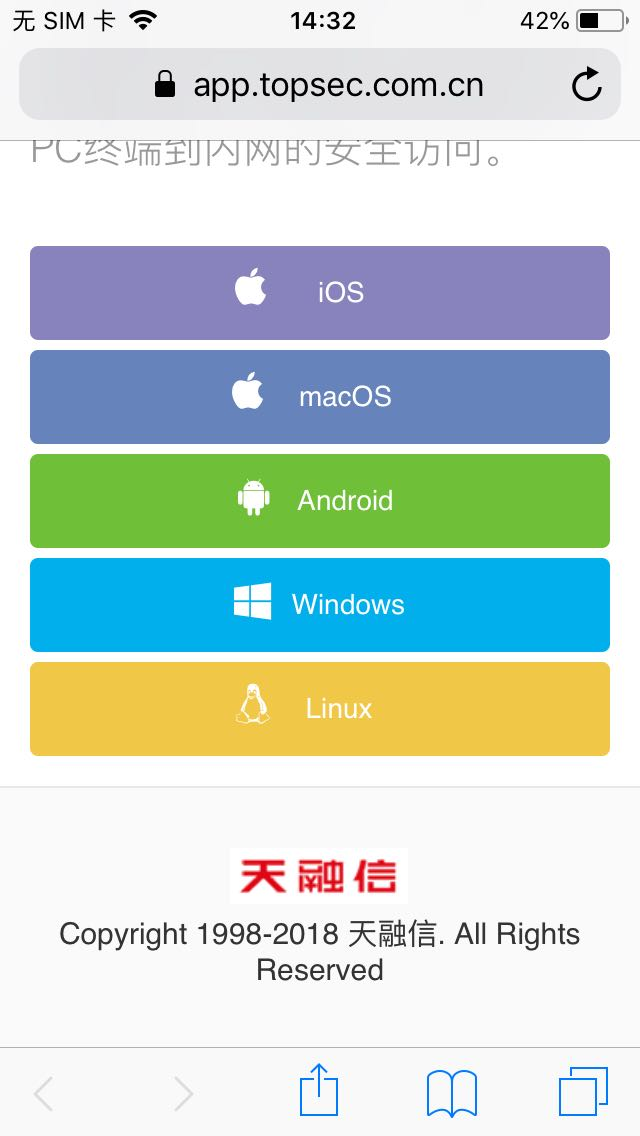 无 SIM 卡
14:32
42%
app.topsec.com.cn
PC终端到内网的安全访问。
iOS
macOS
Android
Windows
Linux
天融信
Copyright 1998-2018 天融信. All Rights
Reserved